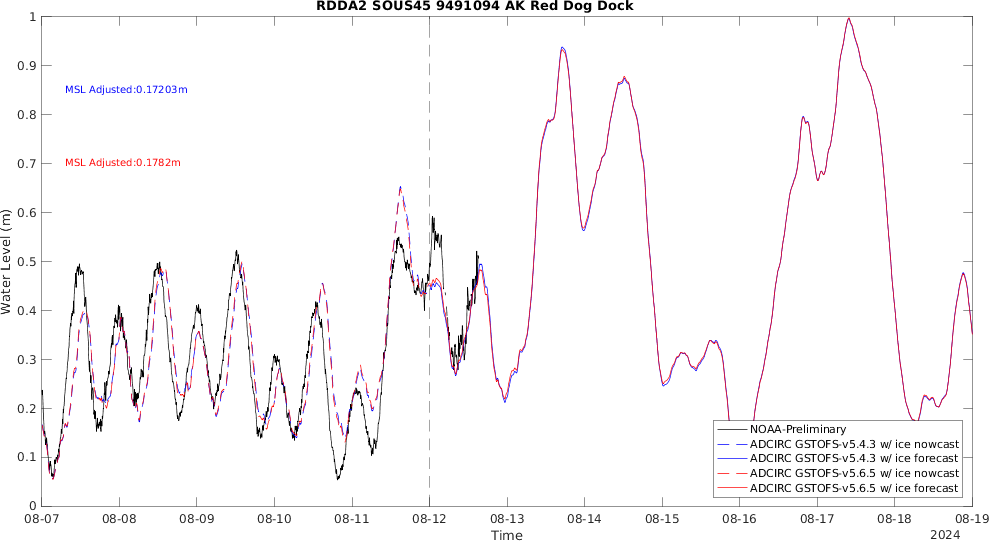 RDDA2 SOUS45 9491094 AK Red Dog Dock
1
0.9
0.8
0.7
0.6
0.5
0.4
0.3
0.2
0.1
0
Water Level (m)
MSL Adjusted:0.17203m
MSL Adjusted:0.1782m
NOAA-Preliminary
ADCIRC GSTOFS-v5.4.3 w/ ice nowcast
ADCIRC GSTOFS-v5.4.3 w/ ice forecast
ADCIRC GSTOFS-v5.6.5 w/ ice nowcast
ADCIRC GSTOFS-v5.6.5 w/ ice forecast
08-07 08-08 08-09 08-10 08-11 08-12 08-13 08-14 08-15 08-16 08-17 08-18 08-19
Time
2024